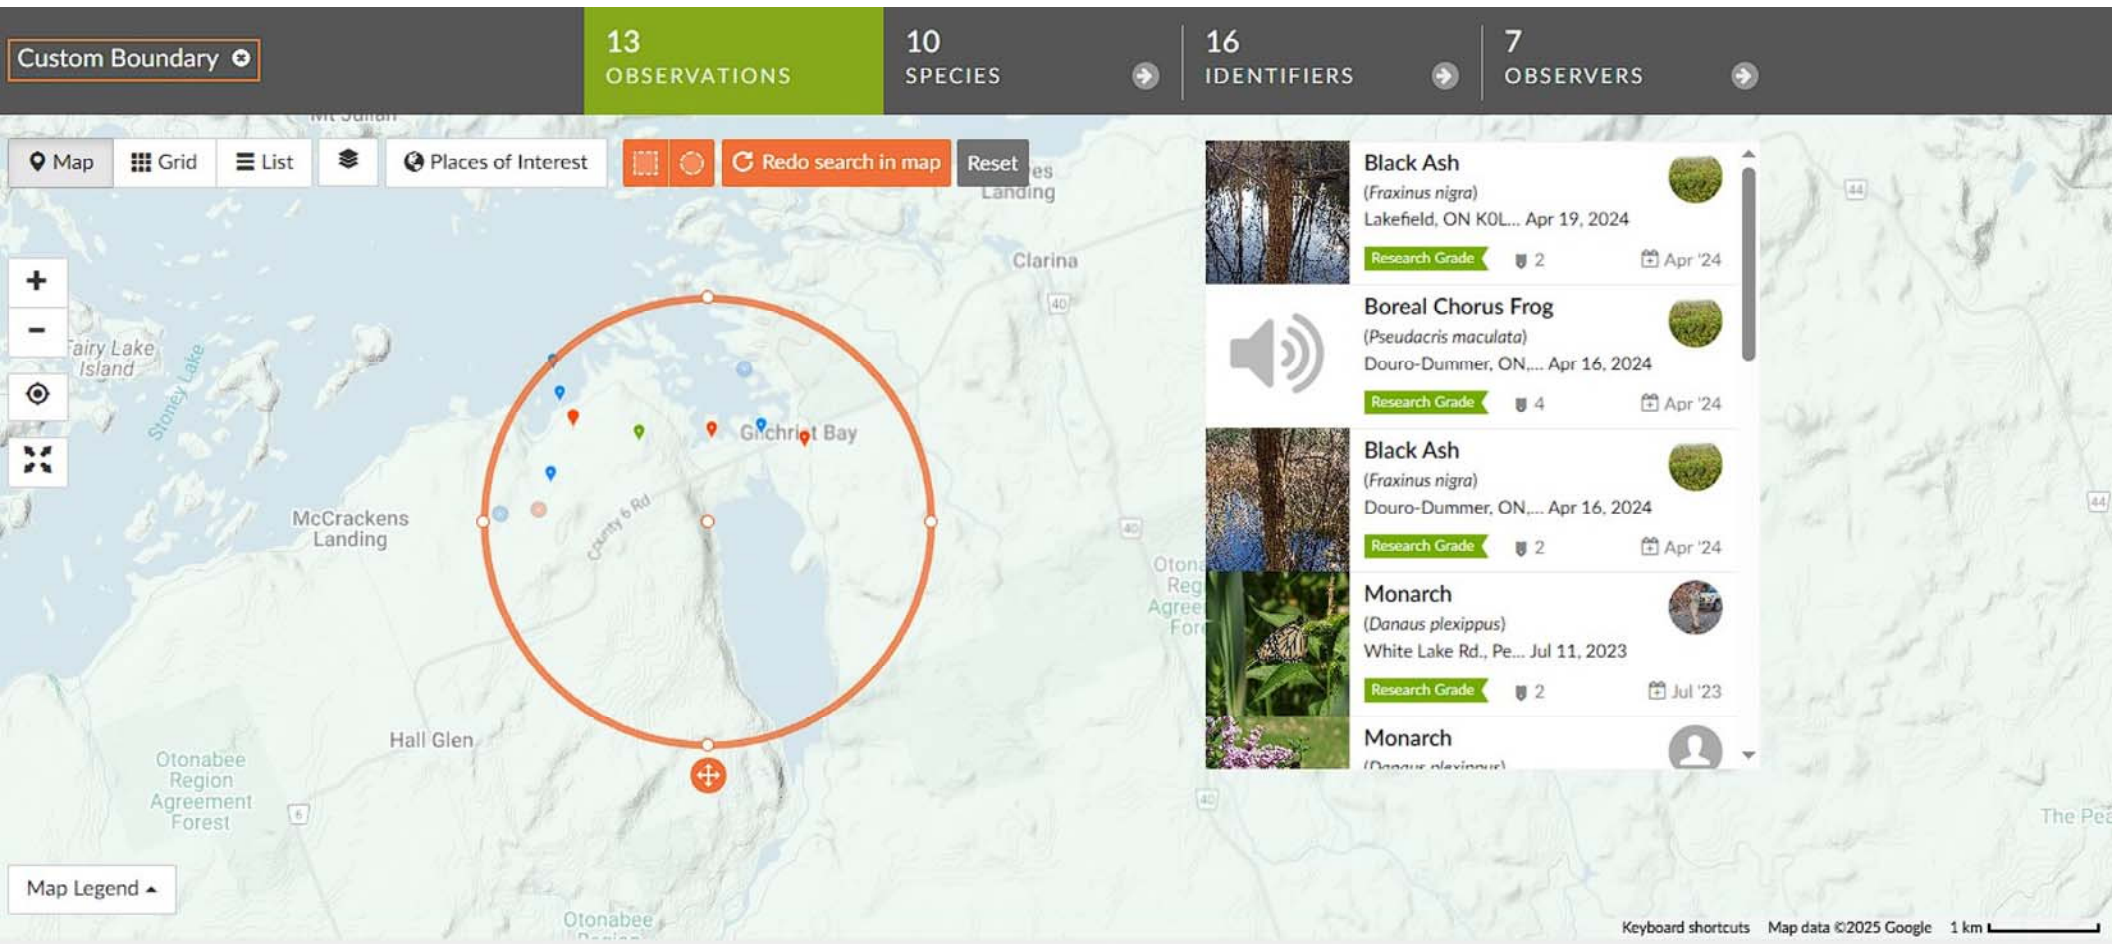 Custom Boundary
13
OBSERVATIONS
10
SPECIES
16
IDENTIFIERS
7
OBSERVERS
Map
Grid
List
Places of Interest
Redo search in map
Reset
Landing
Clarina
40
44
Island
Stoney Lake
Gilchrist Bay
McCrackens
Landing
County 6 Rd
40
44
Hall Glen
Otonabee
Region
Agreement
Forest
6
40
Otonabee
Black Ash
(Fraxinus nigra)
Lakefield, ON K0L... Apr 19, 2024
Research Grade 2 Apr '24
Boreal Chorus Frog
(Pseudacris maculata)
Douro-Dummer, ON,... Apr 16, 2024
Research Grade 4 Apr '24
Black Ash
(Fraxinus nigra)
Douro-Dummer, ON,... Apr 16, 2024
Research Grade 2 Apr '24
Monarch
(Danaus plexippus)
White Lake Rd., Pe... Jul 11, 2023
Research Grade 2 Jul '23
Monarch
(Danaus plexippus)
Map Legend
Keyboard shortcuts Map data ©2025 Google 1 km